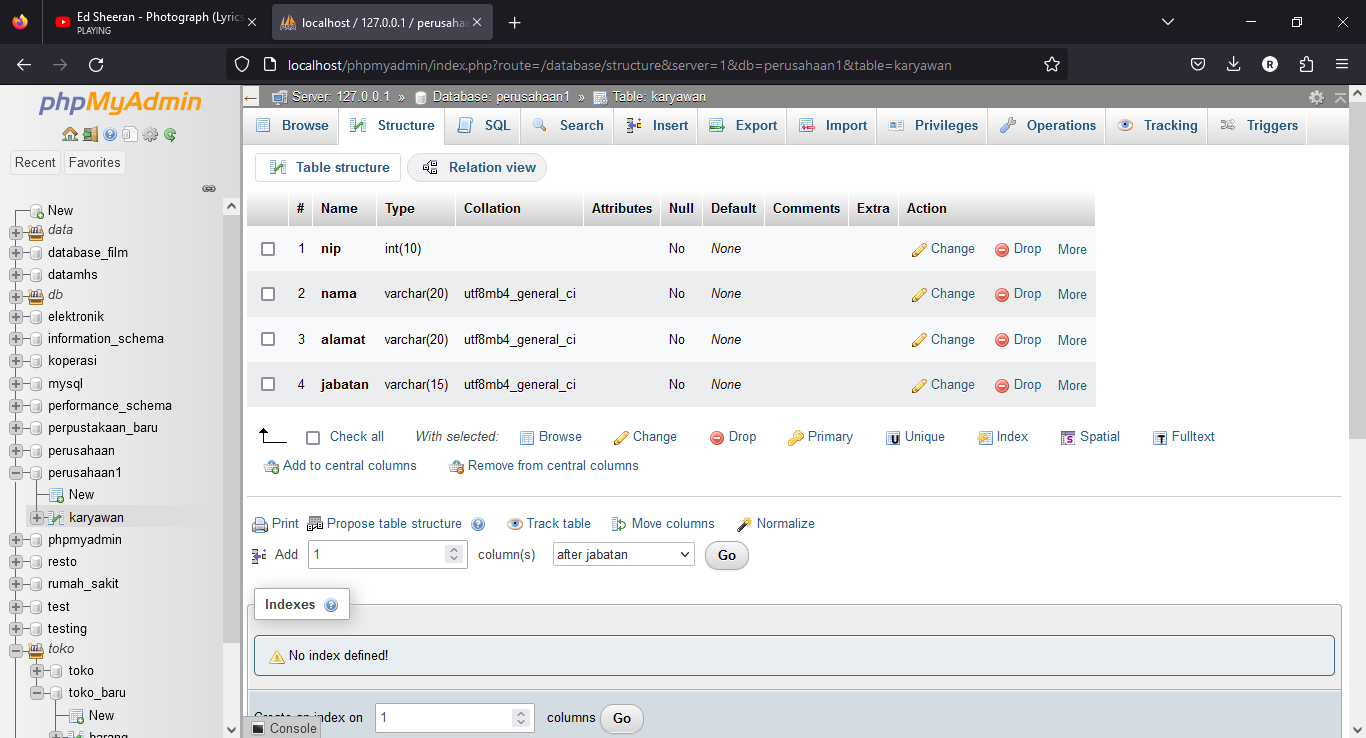 Ed Sheeran - Photograph (Lyrics
PLAYING
localhost / 127.0.0.1 / perusahaa
localhost/phpmyadmin/index.php?route=/database/structure&server=1&db=perusahaan1&table=karyawan
R
phpMyAdmin
Recent Favorites
New
data
database_film
datamhs
db
elektronik
information_schema
koperasi
mysql
performance_schema
perpustakaan_baru
perusahaan
perusahaan1
New
karyawan
phpmyadmin
resto
rumah_sakit
test
testing
toko
toko
toko_baru
New
barang
Server: 127.0.0.1 » Database: perusahaan1 » Table: karyawan
Browse Structure SQL Search Insert Export Import Privileges Operations Tracking Triggers
Table structure Relation view
# Name Type Collation Attributes Null Default Comments Extra Action
1 nip int(10) No None Change Drop More
2 nama varchar(20) utf8mb4_general_ci No None Change Drop More
3 alamat varchar(20) utf8mb4_general_ci No None Change Drop More
4 jabatan varchar(15) utf8mb4_general_ci No None Change Drop More
Check all With selected: Browse Change Drop Primary Unique Index Spatial Fulltext
Add to central columns Remove from central columns
Print Propose table structure Track table Move columns Normalize
Add 1 column(s) after jabatan Go
Indexes
No index defined!
Create an index on 1 columns Go
Console